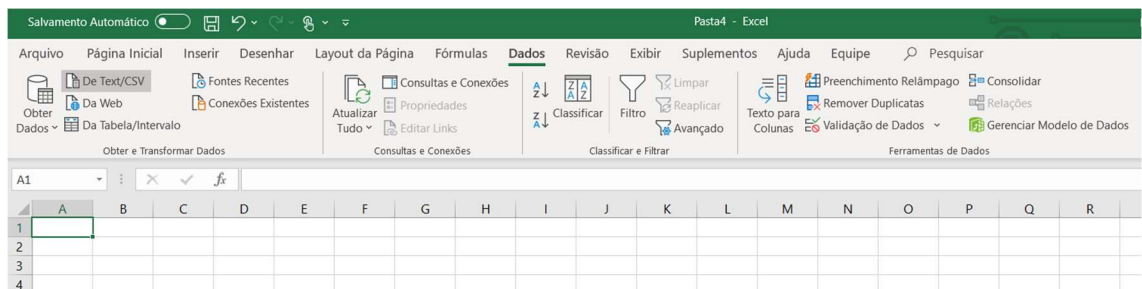 Salvamento Automático
Pasta4 - Excel
Arquivo Página Inicial Inserir Desenhar Layout da Página Fórmulas Dados Revisão Exibir Suplementos Ajuda Equipe Pesquisar
Obter Dados
De Text/CSV
Da Web
Da Tabela/Intervalo
Fontes Recentes
Conexões Existentes
Obter e Transformar Dados
Atualizar Tudo
Consultas e Conexões
Propriedades
Editar Links
Consultas e Conexões
Classificar
Filtro
Limpar
Reaplicar
Avançado
Classificar e Filtrar
Texto para Colunas
Preenchimento Relâmpago
Remover Duplicatas
Validação de Dados
Consolidar
Relações
Gerenciar Modelo de Dados
Ferramentas de Dados
A1 fx
A B C D E F G H I J K L M N O P Q R
1
2
3
4